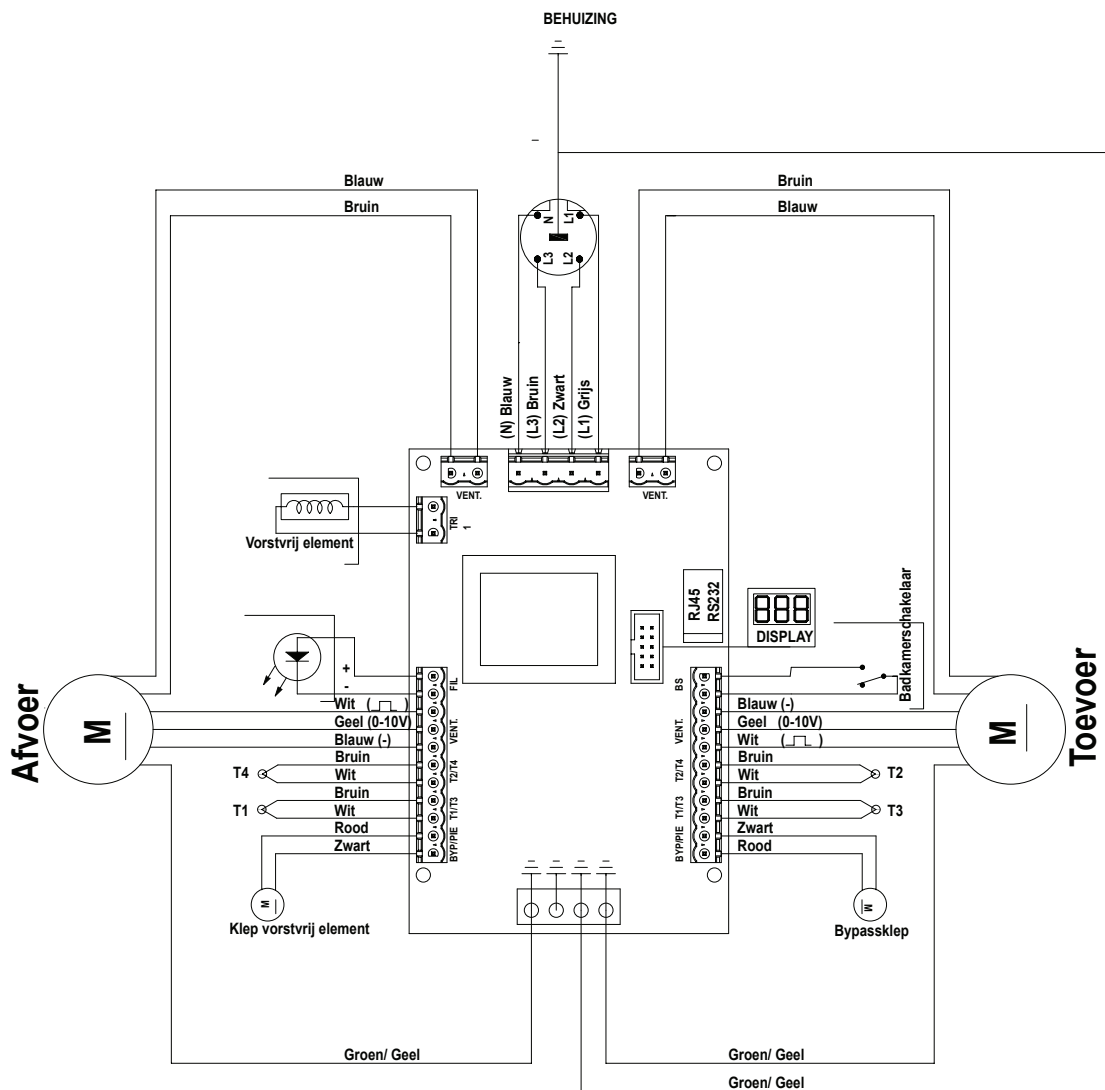 BEHUIZING
Blauw
Bruin
Bruin
Blauw
N
L1
L3
L2
(N) Blauw
(L3) Bruin
(L2) Zwart
(L1) Grijs
VENT.
VENT.
TRI
1
Vorstvrij element
RJ45
RS232
888
DISPLAY
Badkamerschakelaar
+
-
FIL
BS
Wit ( )
Geel (0-10V)
Blauw (-)
VENT.
VENT.
Blauw (-)
Geel (0-10V)
Wit ( )
Afvoer
M
Toevoer
M
T4
Bruin
Wit
T2/T4
T2/T4
Bruin
Wit
T2
T1
Bruin
Wit
T1/T3
T1/T3
Bruin
Wit
T3
Rood
Zwart
BYP/PIE
BYP/PIE
Zwart
Rood
M
Klep vorstvrij element
M
Bypassklep
Groen/ Geel
Groen/ Geel
Groen/ Geel